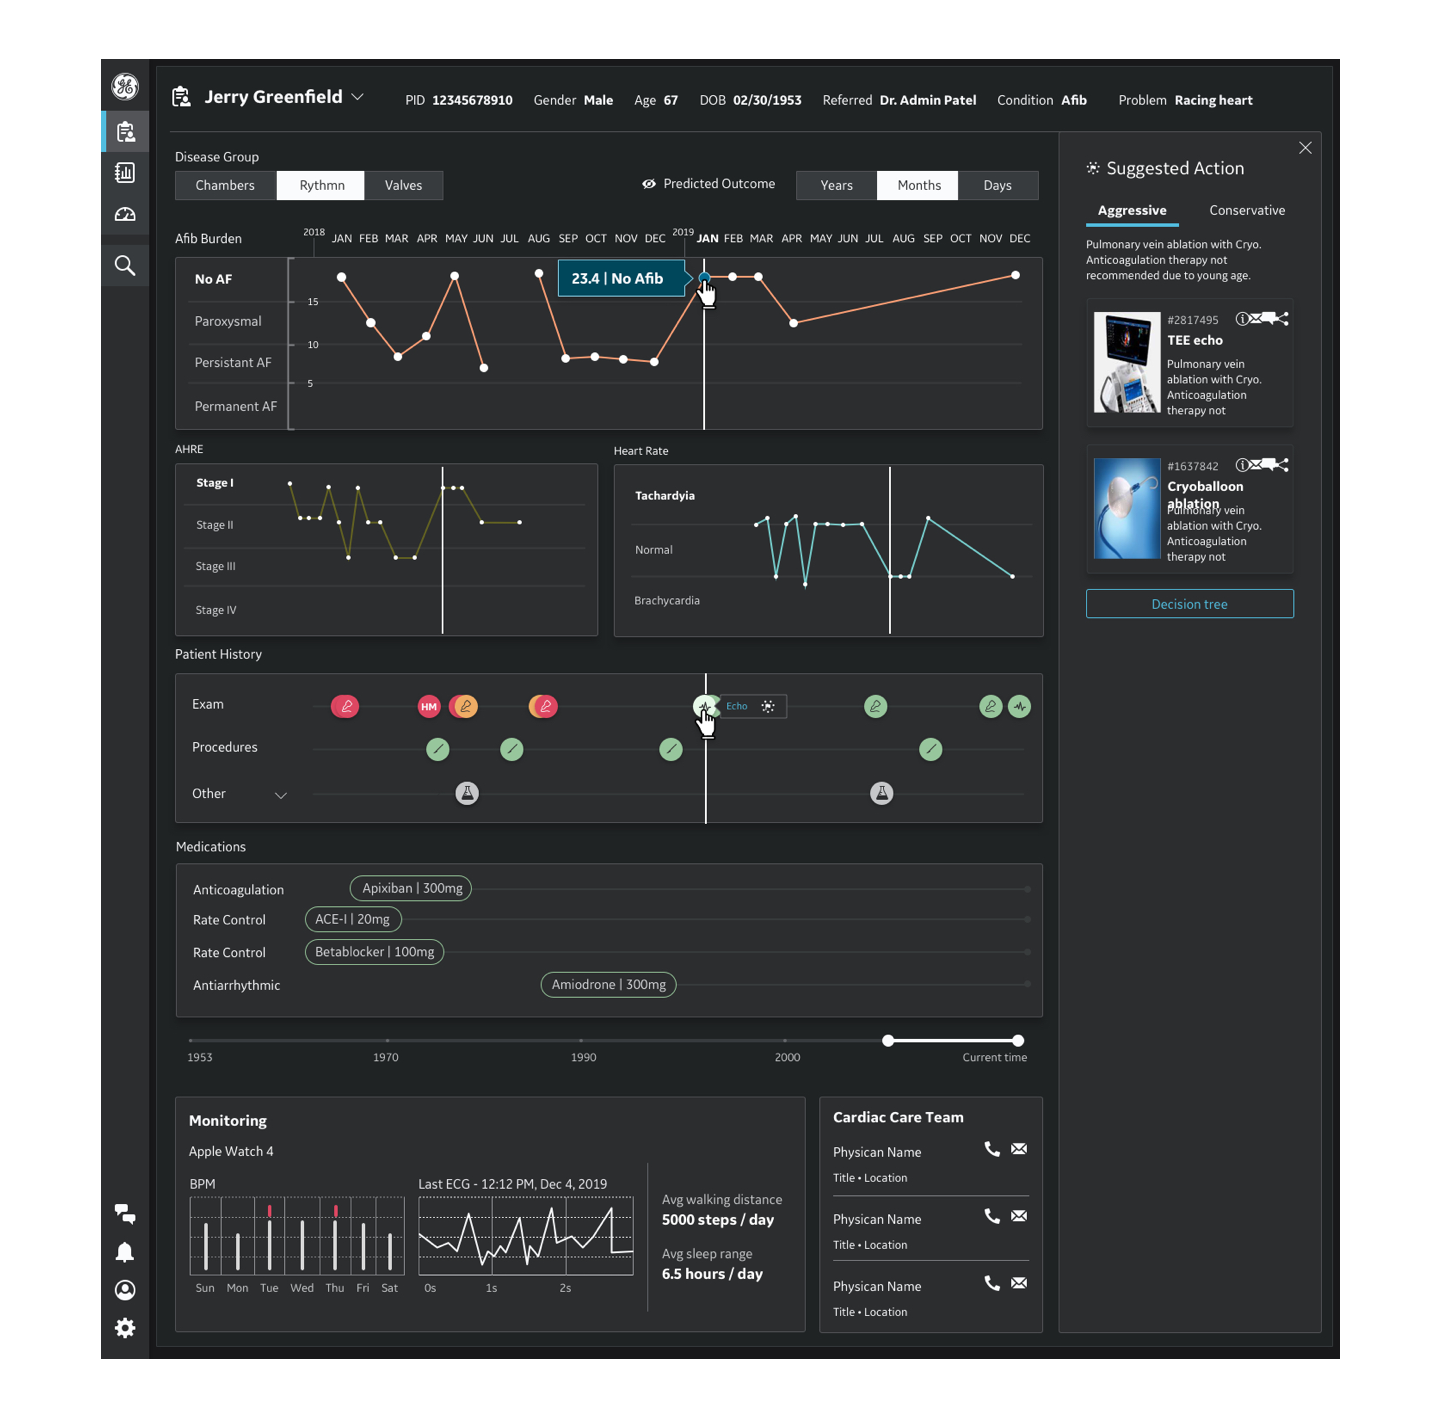 Jerry Greenfield
PID 12345678910 Gender Male Age 67 DOB 02/30/1953 Referred Dr. Admin Patel Condition Afib Problem Racing heart
Disease Group
Chambers Rythmn Valves
Predicted Outcome
Years Months Days
Afib Burden
2018 JAN FEB MAR APR MAY JUN JUL AUG SEP OCT NOV DEC 2019 JAN FEB MAR APR MAY JUN JUL AUG SEP OCT NOV DEC
No AF
23.4 | No Afib
15
Paroxysmal
10
Persistant AF
5
Permanent AF
AHRE
Stage I
Stage II
Stage III
Stage IV
Heart Rate
Tachardyia
Normal
Brachycardia
Patient History
Exam
HM
Echo
Procedures
Other
Medications
Anticoagulation Apixiban | 300mg
Rate Control ACE-I | 20mg
Rate Control Betablocker | 100mg
Antiarrhythmic Amiodrone | 300mg
1953 1970 1990 2000 Current time
Monitoring
Apple Watch 4
BPM
Sun Mon Tue Wed Thu Fri Sat
Last ECG - 12:12 PM, Dec 4, 2019
0s 1s 2s
Avg walking distance
5000 steps / day
Avg sleep range
6.5 hours / day
Cardiac Care Team
Physican Name
Title • Location
Physican Name
Title • Location
Physican Name
Title • Location
Suggested Action
Aggressive Conservative
Pulmonary vein ablation with Cryo.
Anticoagulation therapy not
recommended due to young age.
#2817495
TEE echo
Pulmonary vein
ablation with Cryo.
Anticoagulation
therapy not
#1637842
Cryoballoon
ablation
Pulmonary vein
ablation with Cryo.
Anticoagulation
therapy not
Decision tree